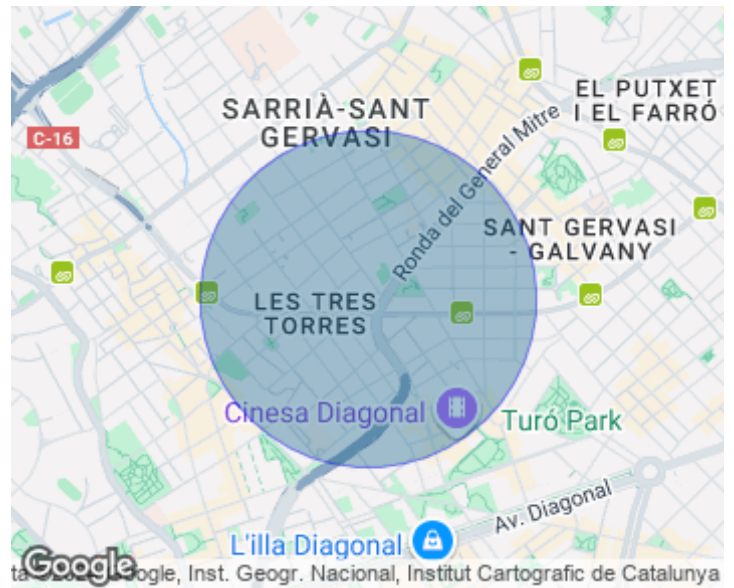 EL PUTXET
I EL FARRÓ
SARRIÀ-SANT
GERVASI
C-16
Ronda del General Mitre
SANT GERVASI
- GALVANY
LES TRES
TORRES
Cinesa Diagonal
Turó Park
Av. Diagonal
L'illa Diagonal
Google
Google, Inst. Geogr. Nacional, Institut Cartografic de Catalunya